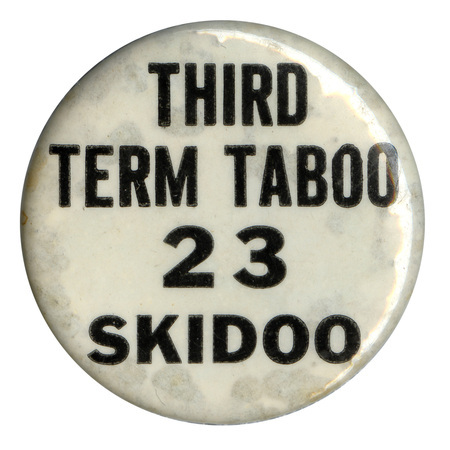 THIRD
TERM TABOO
23
SKIDOO